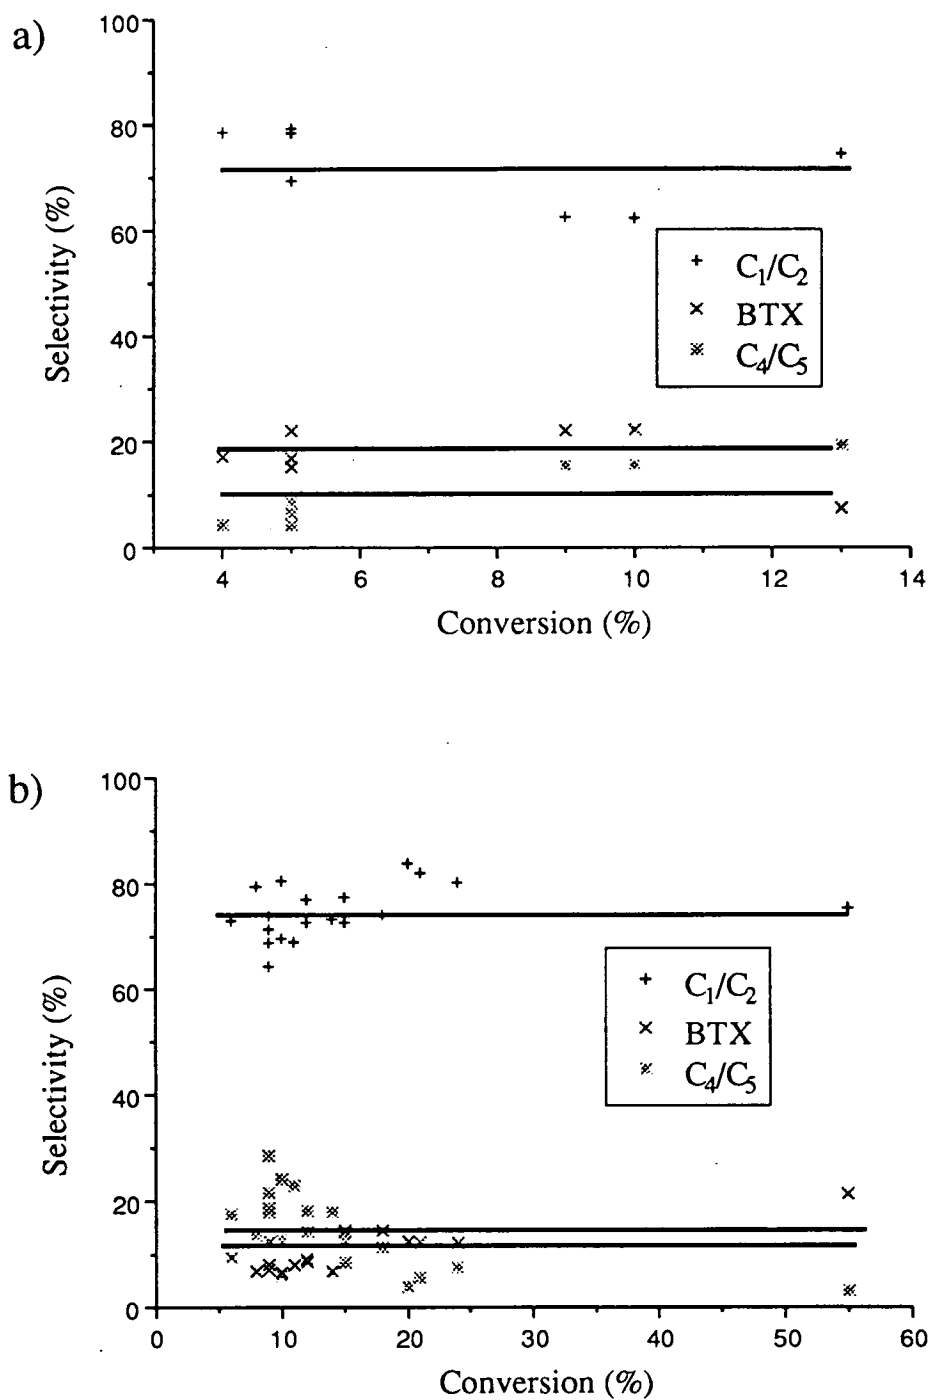 a)
100
80
60
40
20
0
Selectivity (%)
+ C₁/C₂
× BTX
※ C₄/C₅
4 6 8 10 12 14
Conversion (%)
b)
100
80
60
40
20
0
Selectivity (%)
+ C₁/C₂
× BTX
※ C₄/C₅
0 10 20 30 40 50 60
Conversion (%)